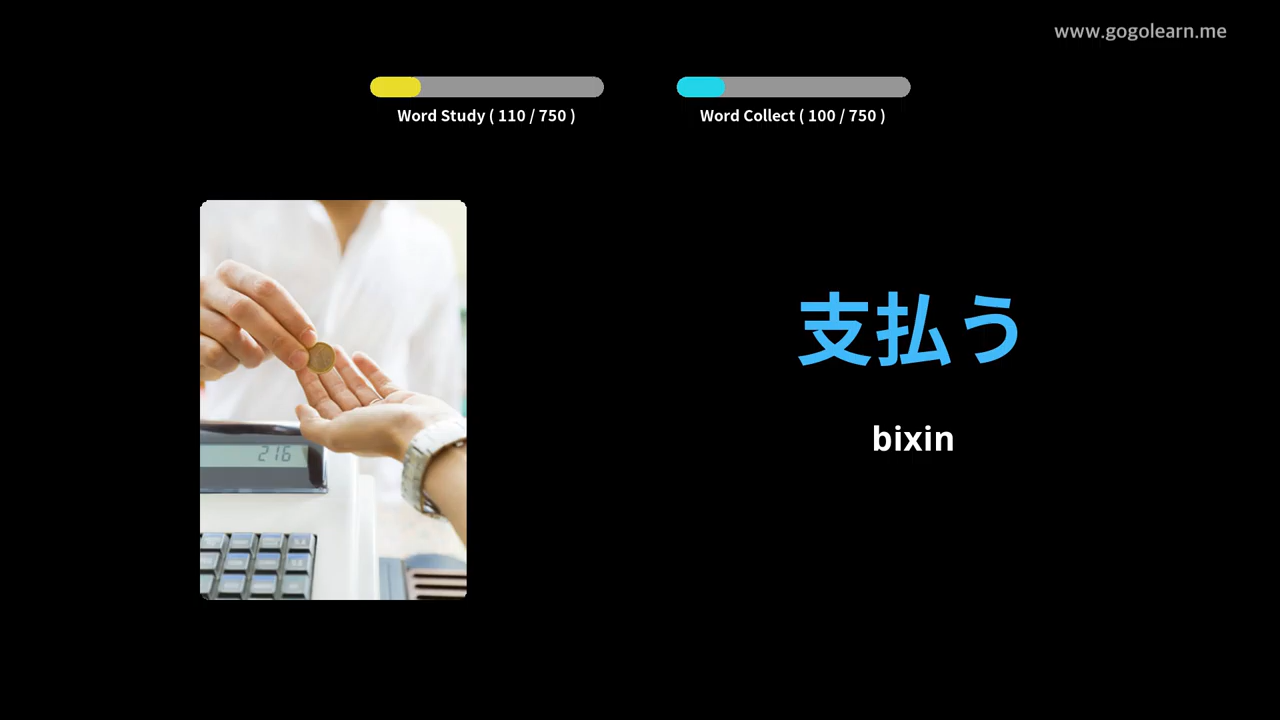 www.gogolearn.me
Word Study ( 110 / 750 )
Word Collect ( 100 / 750 )
支払う
bixin
216